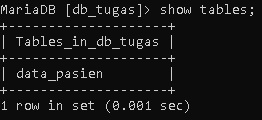 MariaDB [db_tugas]> show tables;
+--------------------+
| Tables_in_db_tugas |
+--------------------+
| data_pasien        |
+--------------------+
1 row in set (0.001 sec)